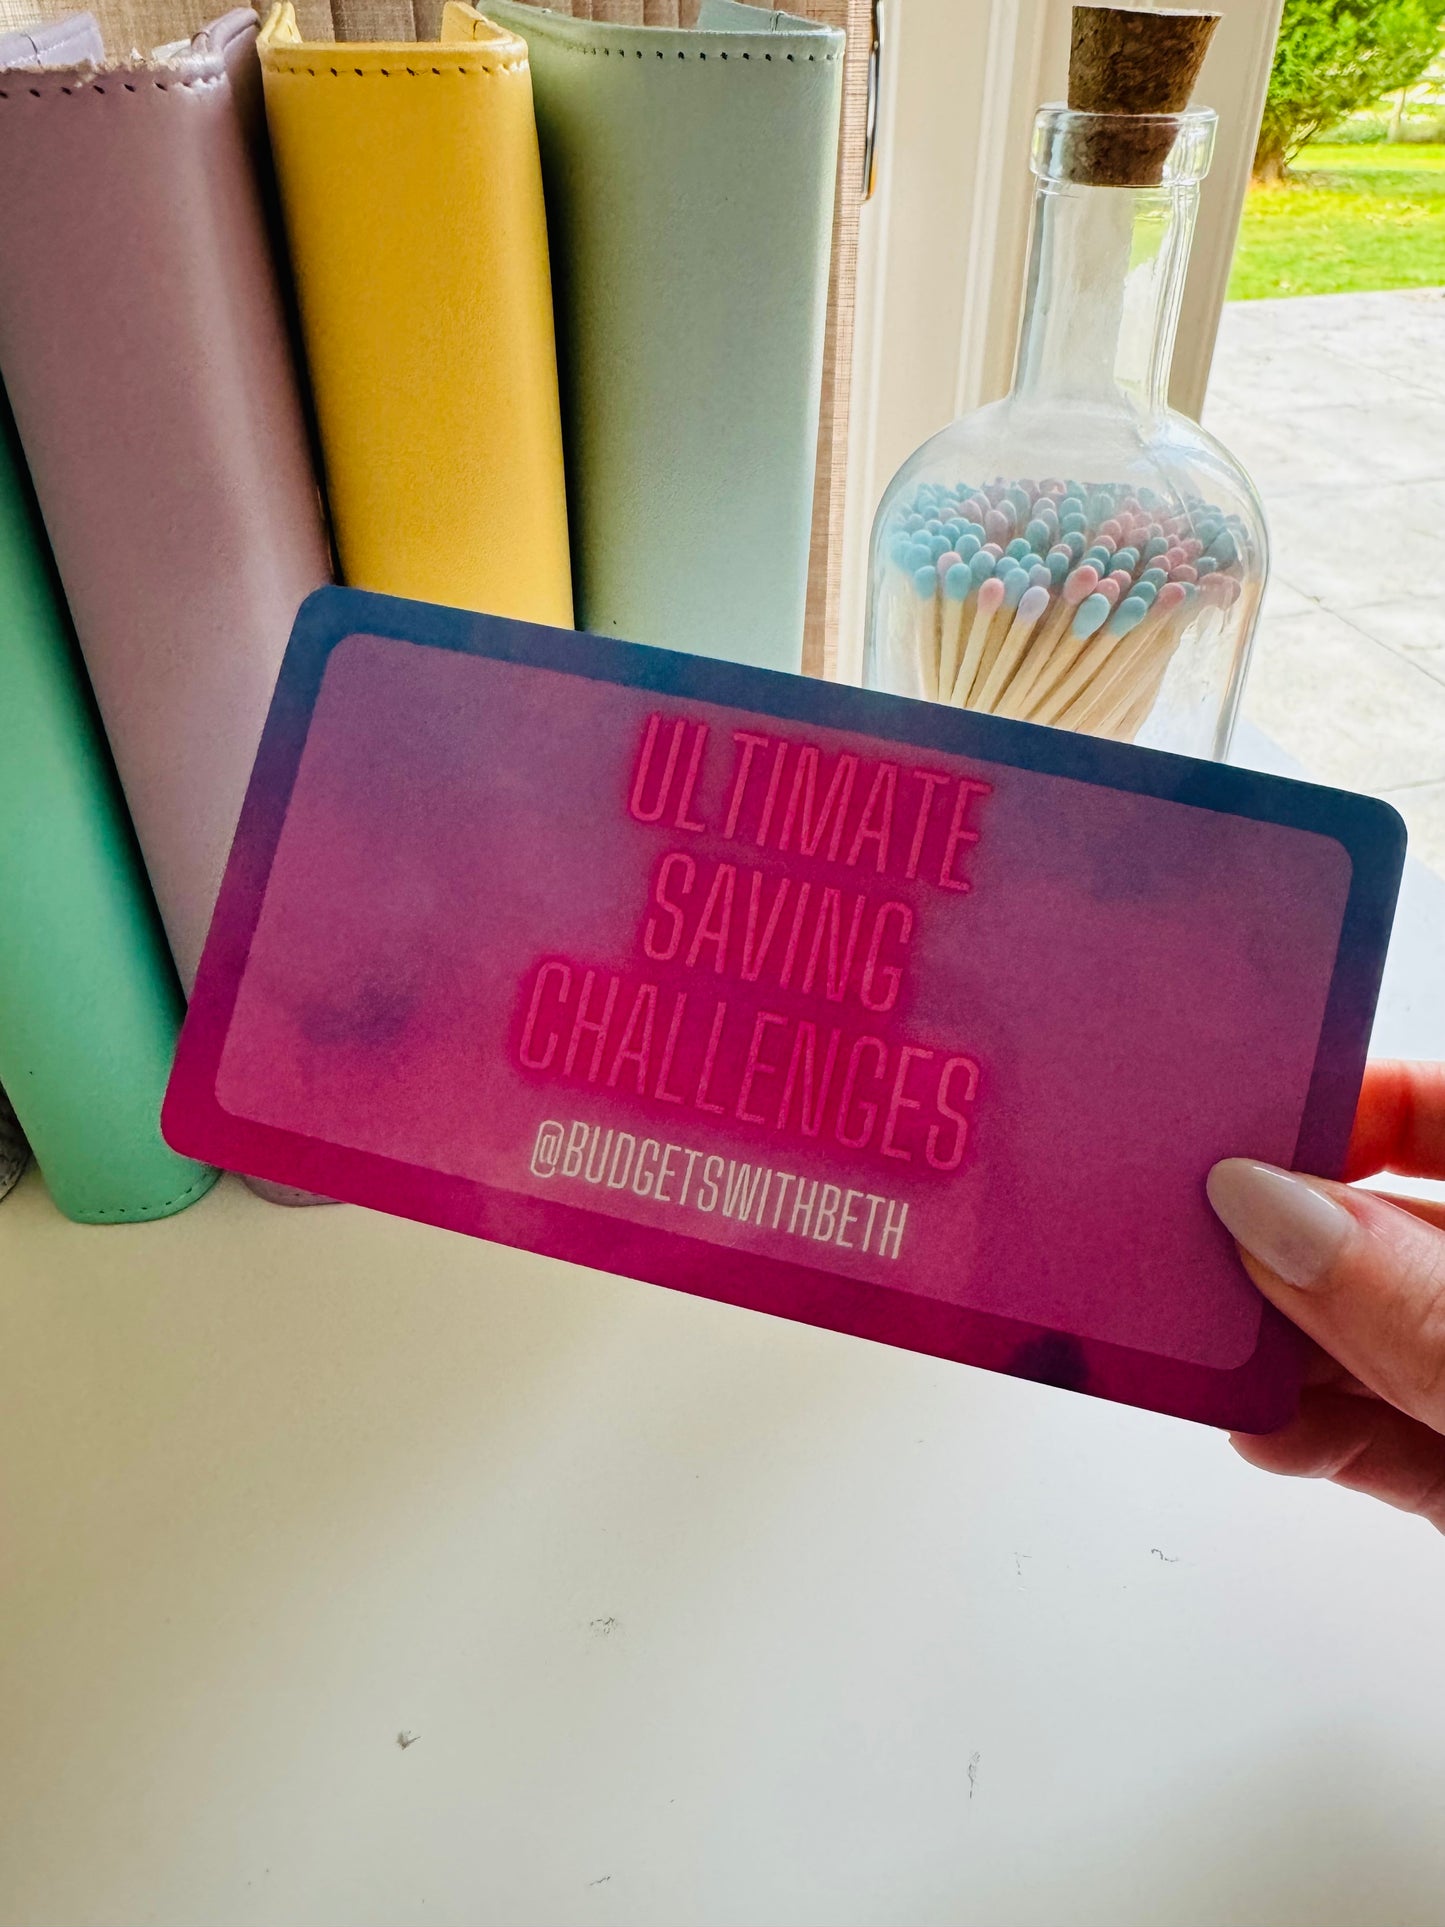 ULTIMATE
SAVING
CHALLENGES
@BUDGETSWITHBETH